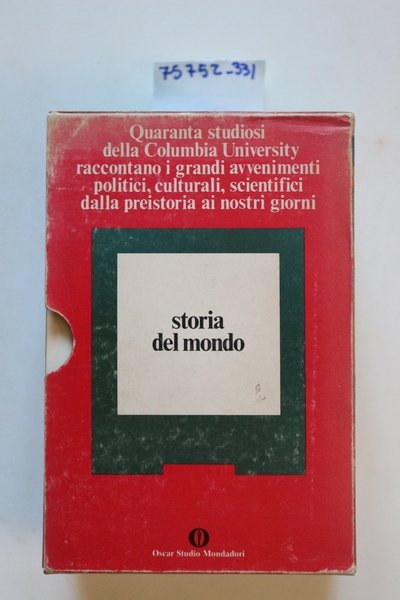 75752-331
Quaranta studiosi
della Columbia University
raccontano i grandi avvenimenti
politici, culturali, scientifici
dalla preistoria ai nostri giorni
storia
del mondo
Oscar Studio Mondadori